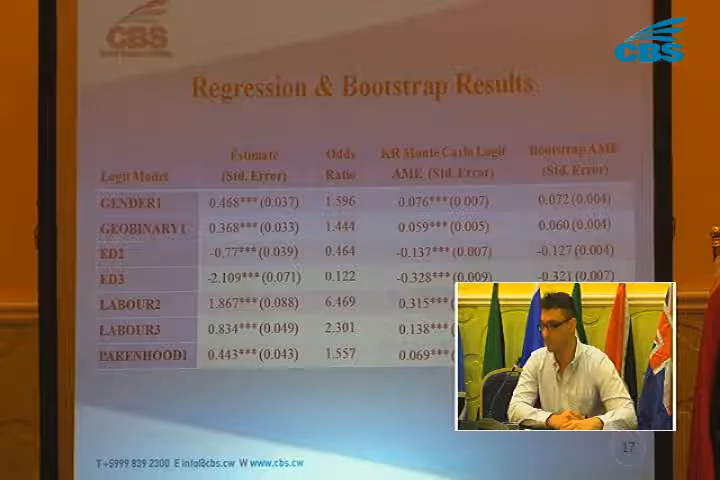 CBS
CBS
Regression & Bootstrap Results
Legit Model Estimate (Std. Error) Odds Ratio KR Monte Carlo Logit AME (Std. Error) Bootstrap AME (Std. Error)
GENDER1 0.468*** (0.037) 1.596 0.076*** (0.007) 0.072 (0.004)
GEOBINARY1 0.368*** (0.033) 1.444 0.059*** (0.005) 0.060 (0.004)
ED2 -0.77*** (0.039) 0.464 -0.137*** (0.007) -0.127 (0.004)
ED3 -2.109*** (0.071) 0.122 -0.328*** (0.009) -0.321 (0.007)
LABOUR2 1.867*** (0.088) 6.469 0.315***
LABOUR3 0.834*** (0.049) 2.301 0.138***
PARENHOOD1 0.443*** (0.043) 1.557 0.069***
T +5999 839 2300 E info@cbs.cw W www.cbs.cw
17